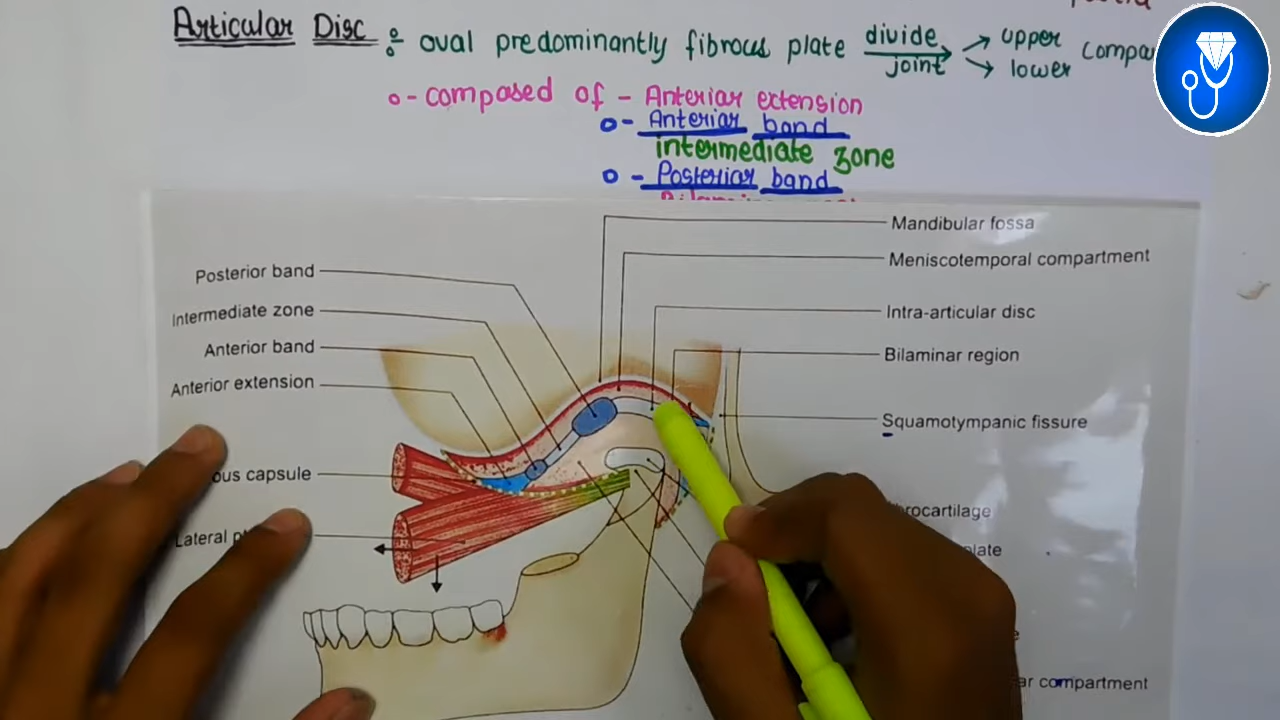 Articular Disc : oval predominantly fibrous plate divide joint → upper
→ lower
o- composed of - Anterior extension
o- Anterior band
intermediate zone
o - Posterior band
Mandibular fossa
Meniscotemporal compartment
Posterior band
Intermediate zone
Intra-articular disc
Anterior band
Bilaminar region
Anterior extension
Squamotympanic fissure
capsule
Lateral
compartment